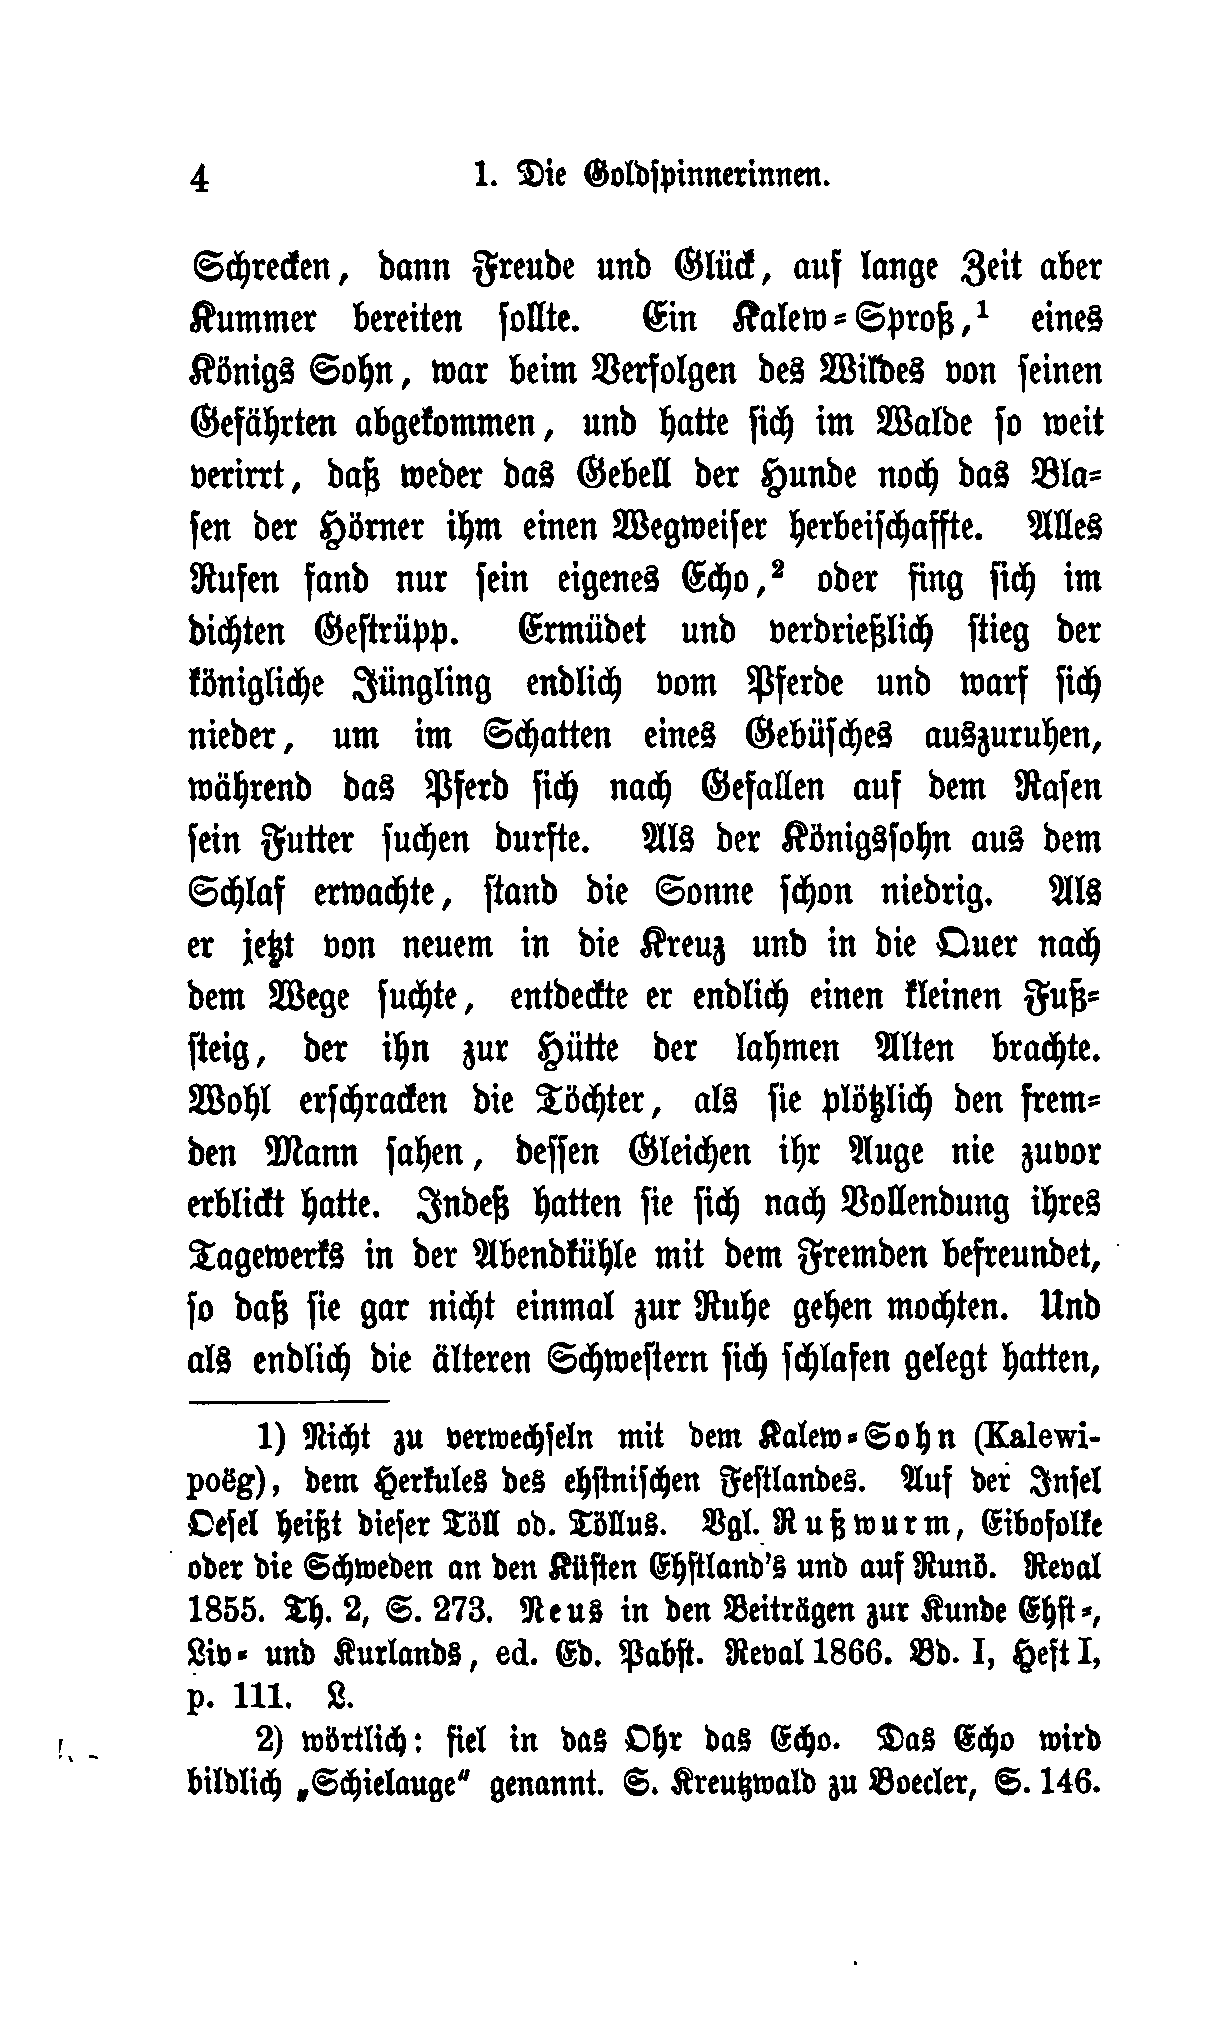 4 1. Die Goldspinnerinnen.
Schrecken, dann Freude und Glück, auf lange Zeit aber
Kummer bereiten sollte. Ein Kalew=Sproß,¹ eines
Königs Sohn, war beim Verfolgen des Wildes von seinen
Gefährten abgekommen, und hatte sich im Walde so weit
verirrt, daß weder das Gebell der Hunde noch das Bla=
sen der Hörner ihm einen Wegweiser herbeischaffte. Alles
Rufen fand nur sein eigenes Echo,² oder fing sich im
dichten Gestrüpp. Ermüdet und verdrießlich stieg der
königliche Jüngling endlich vom Pferde und warf sich
nieder, um im Schatten eines Gebüsches auszuruhen,
während das Pferd sich nach Gefallen auf dem Rasen
sein Futter suchen durfte. Als der Königssohn aus dem
Schlaf erwachte, stand die Sonne schon niedrig. Als
er jetzt von neuem in die Kreuz und in die Quer nach
dem Wege suchte, entdeckte er endlich einen kleinen Fuß=
steig, der ihn zur Hütte der lahmen Alten brachte.
Wohl erschracken die Töchter, als sie plötzlich den frem=
den Mann sahen, dessen Gleichen ihr Auge nie zuvor
erblickt hatte. Indeß hatten sie sich nach Vollendung ihres
Tagewerks in der Abendkühle mit dem Fremden befreundet,
so daß sie gar nicht einmal zur Ruhe gehen mochten. Und
als endlich die älteren Schwestern sich schlafen gelegt hatten,
1) Nicht zu verwechseln mit dem Kalew=Sohn (Kalewi-
poëg), dem Herkules des ehstnischen Festlandes. Auf der Insel
Oesel heißt dieser Töll od. Töllus. Vgl. Rußwurm, Eibofolke
oder die Schweden an den Küsten Ehstland's und auf Runö. Reval
1855. Th. 2, S. 273. Neus in den Beiträgen zur Kunde Ehst=,
Liv= und Kurlands, ed. Ed. Pabst. Reval 1866. Bd. I, Heft I,
p. 111. L.
2) wörtlich: fiel in das Ohr das Echo. Das Echo wird
bildlich „Schielauge" genannt. S. Kreutzwald zu Boecler, S. 146.